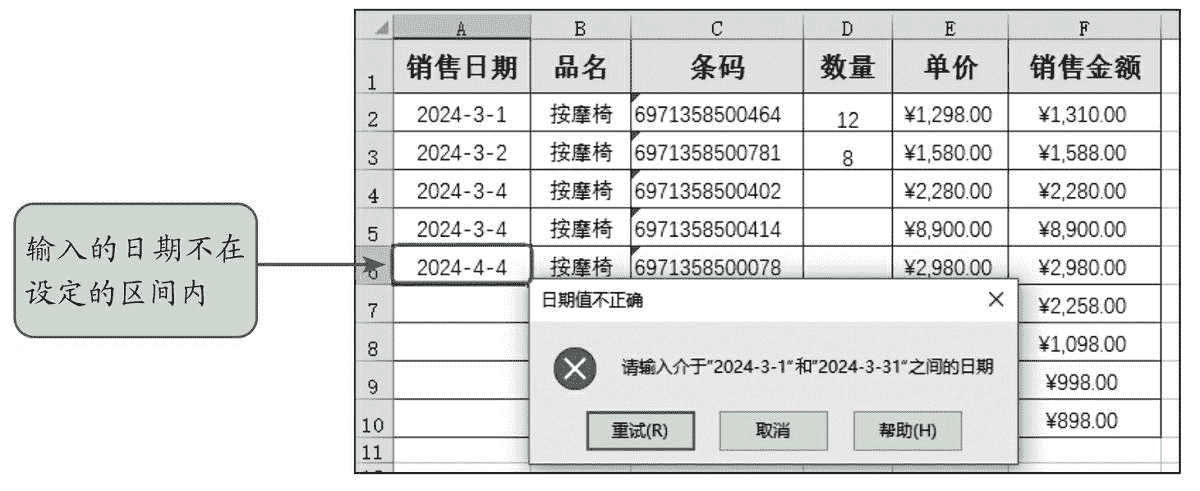 A B C D E F
1 销售日期 品名 条码 数量 单价 销售金额
2 2024-3-1 按摩椅 6971358500464 12 ¥1,298.00 ¥1,310.00
3 2024-3-2 按摩椅 6971358500781 8 ¥1,580.00 ¥1,588.00
4 2024-3-4 按摩椅 6971358500402 ¥2,280.00 ¥2,280.00
5 2024-3-4 按摩椅 6971358500414 ¥8,900.00 ¥8,900.00
输入的日期不在
设定的区间内
6 2024-4-4 按摩椅 6971358500078 ¥2,980.00 ¥2,980.00
日期值不正确
7 ¥2,258.00
8 ¥1,098.00
请输入介于"2024-3-1"和"2024-3-31"之间的日期
9 ¥998.00
10 ¥898.00
重试(R) 取消 帮助(H)
11